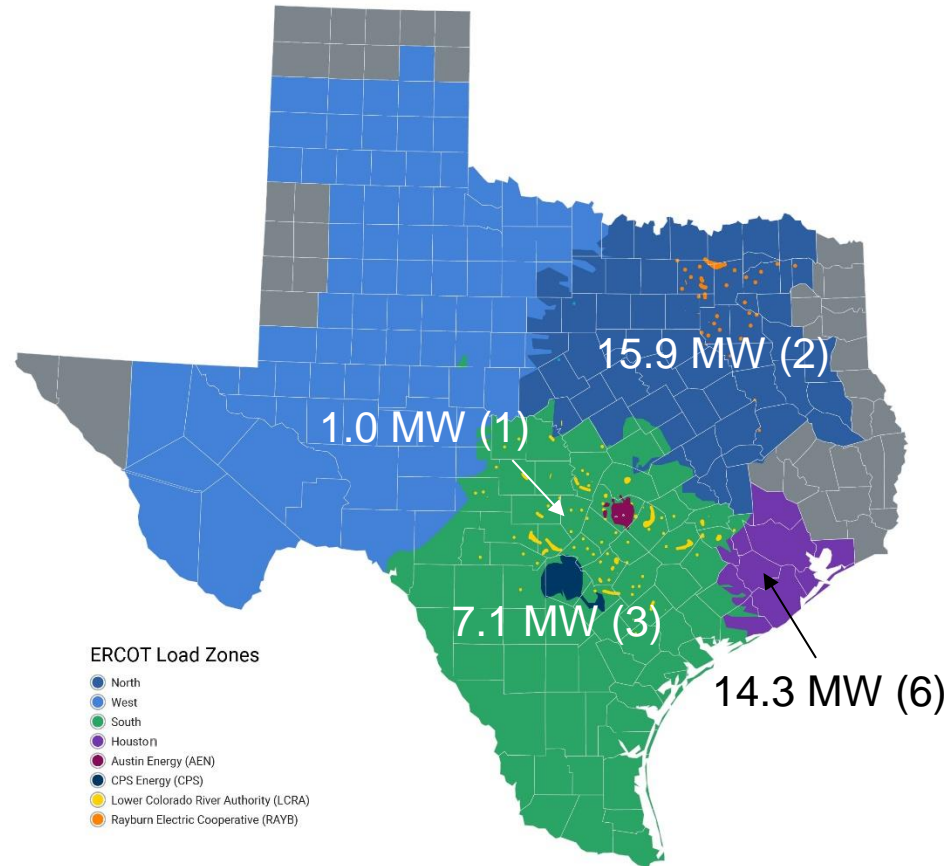 15.9 MW (2)
1.0 MW (1)
7.1 MW (3)
14.3 MW (6)
ERCOT Load Zones
North
West
South
Houston
Austin Energy (AEN)
CPS Energy (CPS)
Lower Colorado River Authority (LCRA)
Rayburn Electric Cooperative (RAYB)